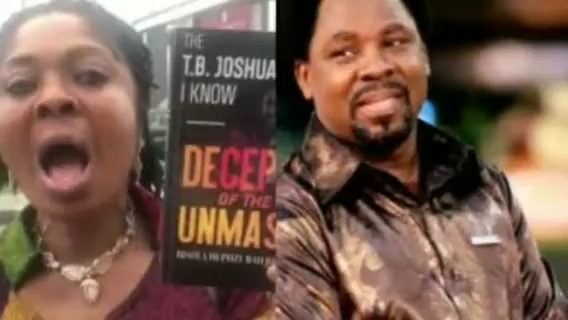 THE
T.B. JOSHUA
I KNOW
DECEP
OF THE
UNMAS